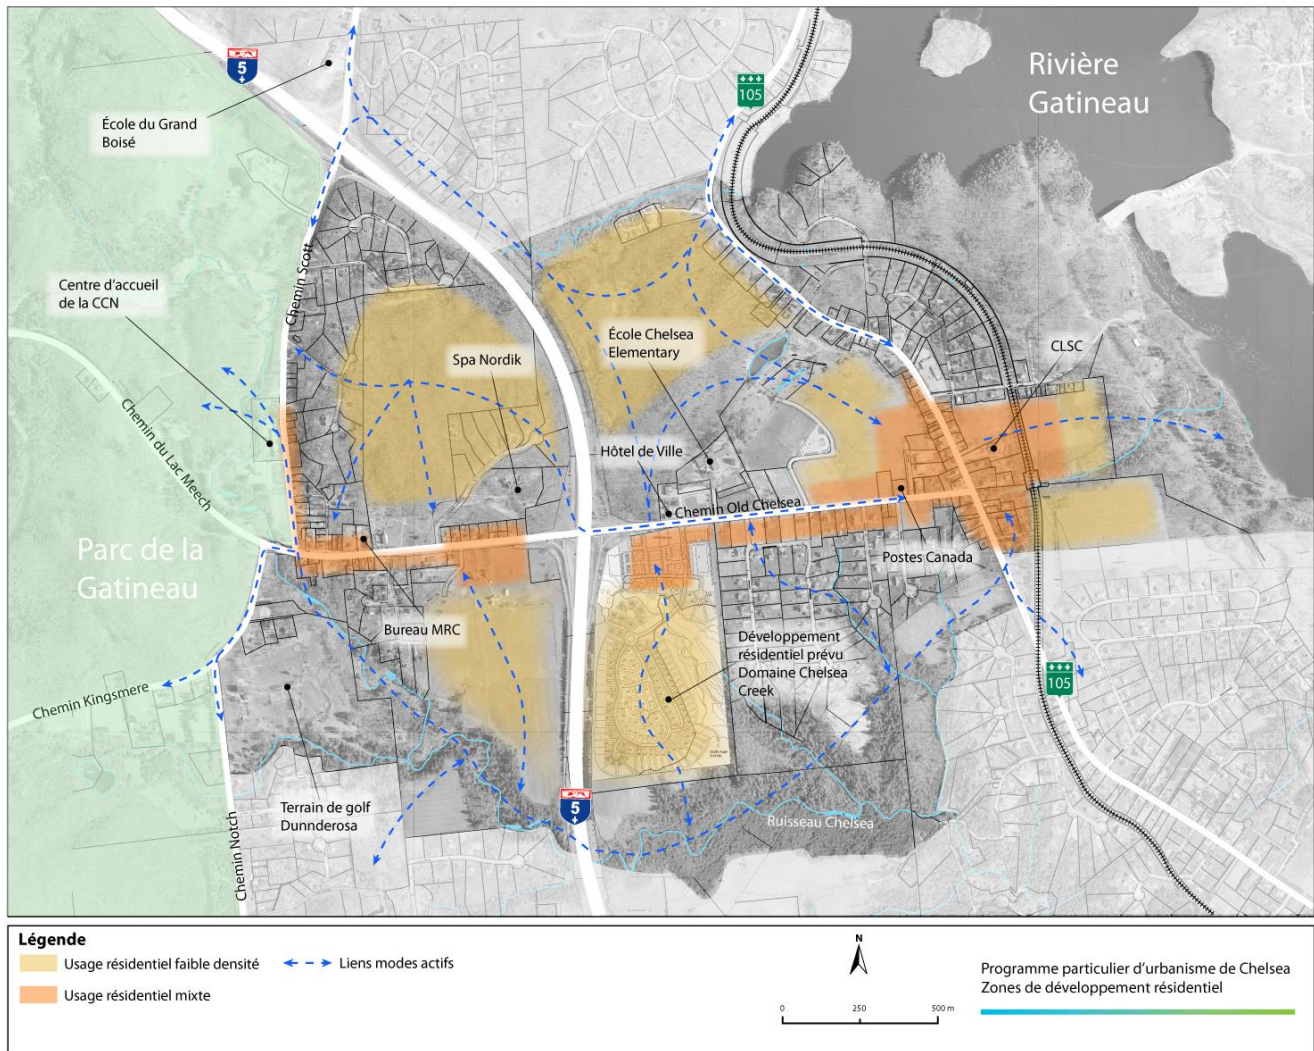 5
105
Rivière
Gatineau
École du Grand
Boisé
Chemin Scott
Centre d'accueil
de la CCN
École Chelsea
Elementary
Spa Nordik
CLSC
Chemin du Lac Meech
Hôtel de Ville
Chemin Old Chelsea
Parc de la
Gatineau
Postes Canada
Bureau MRC
Développement
résidentiel prévu
Domaine Chelsea
Creek
Chemin Kingsmere
105
Terrain de golf
Dunnderosa
5
Ruisseau Chelsea
Chemin Notch
Légende
Usage résidentiel faible densité
Liens modes actifs
Usage résidentiel mixte
N
0 250 500 m
Programme particulier d'urbanisme de Chelsea
Zones de développement résidentiel